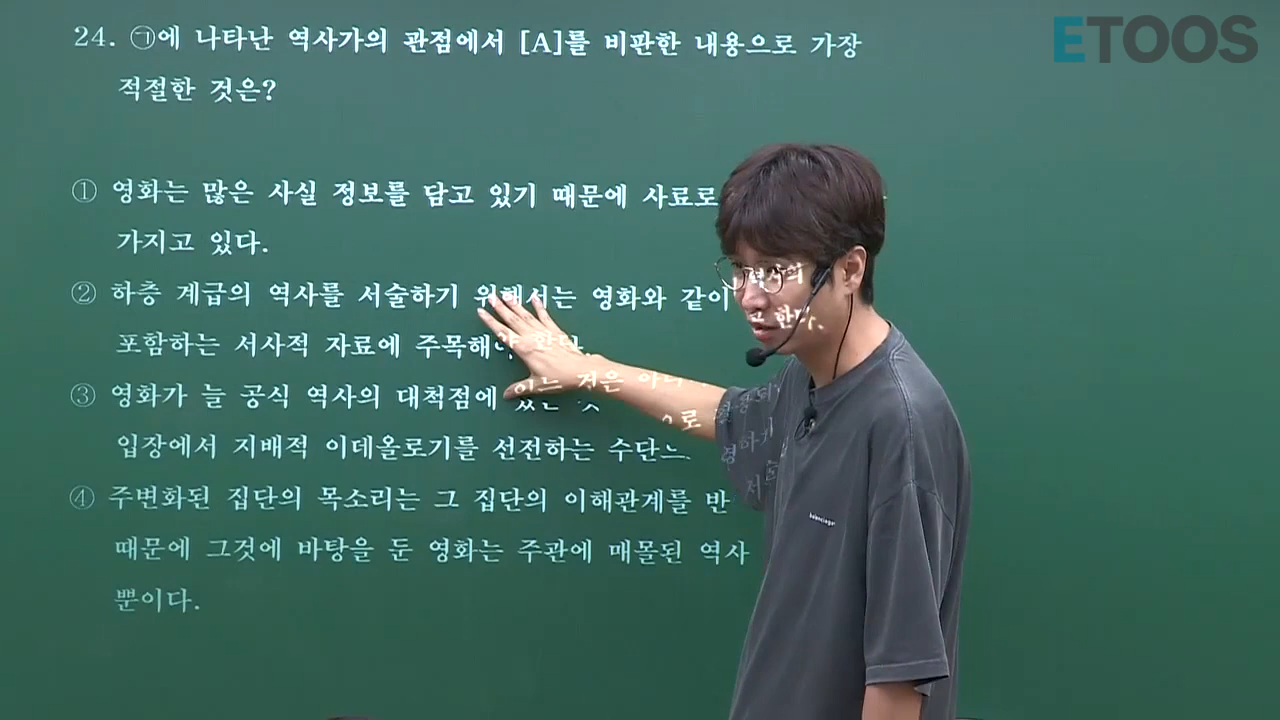 ETOOS
24. ㉠에 나타난 역사가의 관점에서 [A]를 비판한 내용으로 가장
적절한 것은?
① 영화는 많은 사실 정보를 담고 있기 때문에 사료로
가지고 있다.
② 하층 계급의 역사를 서술하기 위해서는 영화와 같이
포함하는 서사적 자료에 주목해야 한다.
③ 영화가 늘 공식 역사의 대척점에 있는 것은 아니
입장에서 지배적 이데올로기를 선전하는 수단
으로
④ 주변화된 집단의 목소리는 그 집단의 이해관계를 반
때문에 그것에 바탕을 둔 영화는 주관에 매몰된 역사
뿐이다.
balenciaga